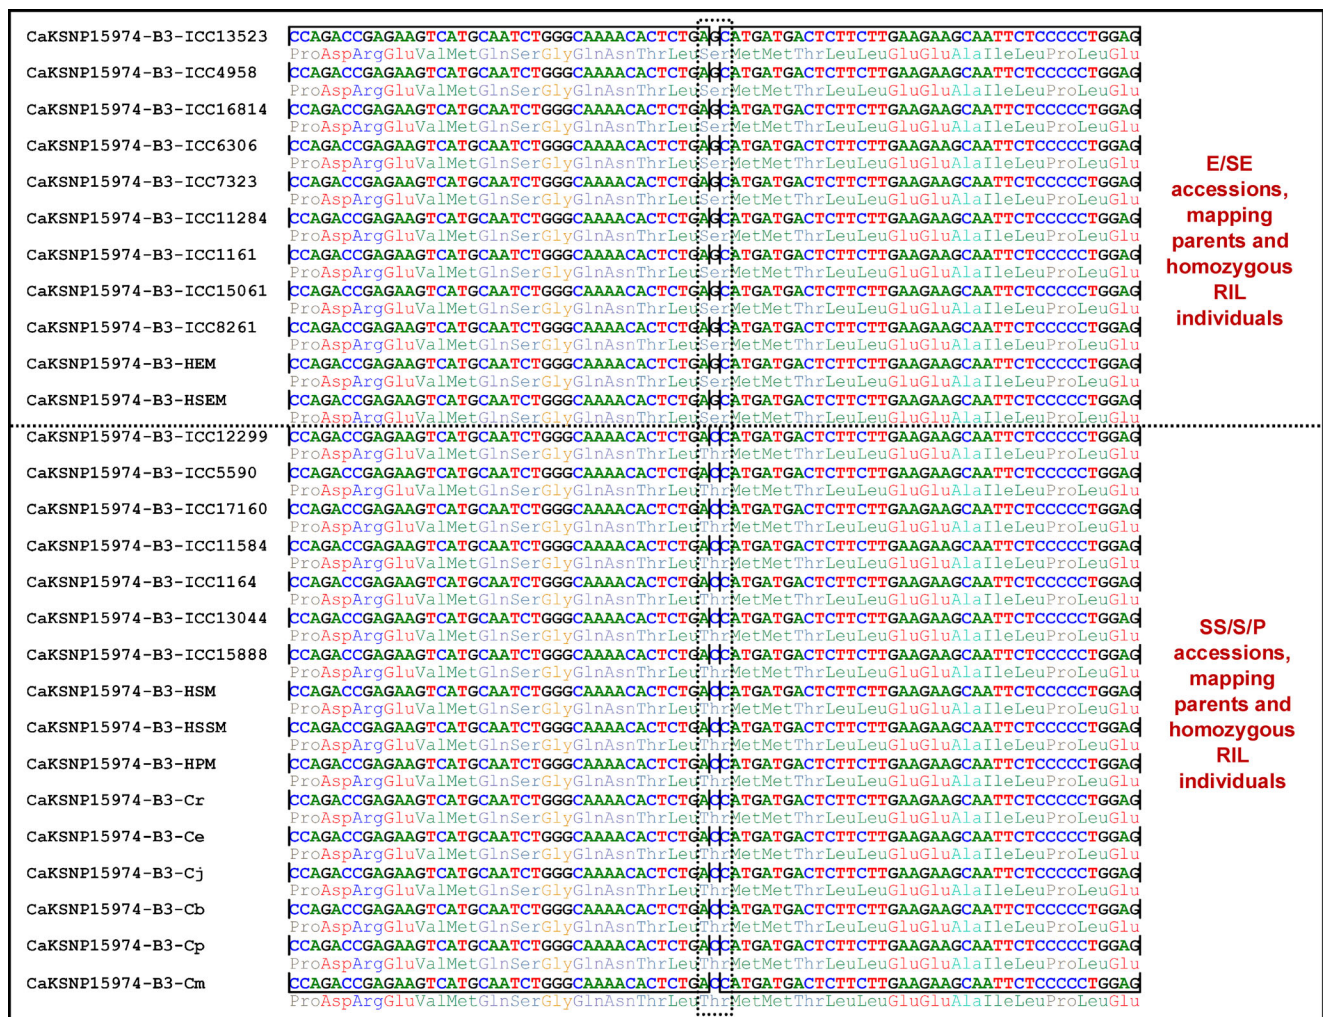 CaKSNP15974-B3-ICC13523 CCAGACCGAGAAGTCATGCAATCTGGGCAAAACACTCTGAGCATGATGACTCTTCTTGAAGAAGCAATTCTCCCCCTGGAG
ProAspArgGluValMetGlnSerGlyGlnAsnThrLeuSerMetMetThrLeuLeuGluGluAlaIleLeuProLeuGlu
CaKSNP15974-B3-ICC4958 CCAGACCGAGAAGTCATGCAATCTGGGCAAAACACTCTGAGCATGATGACTCTTCTTGAAGAAGCAATTCTCCCCCTGGAG
ProAspArgGluValMetGlnSerGlyGlnAsnThrLeuSerMetMetThrLeuLeuGluGluAlaIleLeuProLeuGlu
CaKSNP15974-B3-ICC16814 CCAGACCGAGAAGTCATGCAATCTGGGCAAAACACTCTGAGCATGATGACTCTTCTTGAAGAAGCAATTCTCCCCCTGGAG
ProAspArgGluValMetGlnSerGlyGlnAsnThrLeuSerMetMetThrLeuLeuGluGluAlaIleLeuProLeuGlu
CaKSNP15974-B3-ICC6306 CCAGACCGAGAAGTCATGCAATCTGGGCAAAACACTCTGAGCATGATGACTCTTCTTGAAGAAGCAATTCTCCCCCTGGAG
ProAspArgGluValMetGlnSerGlyGlnAsnThrLeuSerMetMetThrLeuLeuGluGluAlaIleLeuProLeuGlu
CaKSNP15974-B3-ICC7323 CCAGACCGAGAAGTCATGCAATCTGGGCAAAACACTCTGAGCATGATGACTCTTCTTGAAGAAGCAATTCTCCCCCTGGAG
ProAspArgGluValMetGlnSerGlyGlnAsnThrLeuSerMetMetThrLeuLeuGluGluAlaIleLeuProLeuGlu
CaKSNP15974-B3-ICC11284 CCAGACCGAGAAGTCATGCAATCTGGGCAAAACACTCTGAGCATGATGACTCTTCTTGAAGAAGCAATTCTCCCCCTGGAG
ProAspArgGluValMetGlnSerGlyGlnAsnThrLeuSerMetMetThrLeuLeuGluGluAlaIleLeuProLeuGlu
CaKSNP15974-B3-ICC1161 CCAGACCGAGAAGTCATGCAATCTGGGCAAAACACTCTGAGCATGATGACTCTTCTTGAAGAAGCAATTCTCCCCCTGGAG
ProAspArgGluValMetGlnSerGlyGlnAsnThrLeuSerMetMetThrLeuLeuGluGluAlaIleLeuProLeuGlu
CaKSNP15974-B3-ICC15061 CCAGACCGAGAAGTCATGCAATCTGGGCAAAACACTCTGAGCATGATGACTCTTCTTGAAGAAGCAATTCTCCCCCTGGAG
ProAspArgGluValMetGlnSerGlyGlnAsnThrLeuSerMetMetThrLeuLeuGluGluAlaIleLeuProLeuGlu
CaKSNP15974-B3-ICC8261 CCAGACCGAGAAGTCATGCAATCTGGGCAAAACACTCTGAGCATGATGACTCTTCTTGAAGAAGCAATTCTCCCCCTGGAG
ProAspArgGluValMetGlnSerGlyGlnAsnThrLeuSerMetMetThrLeuLeuGluGluAlaIleLeuProLeuGlu
CaKSNP15974-B3-HEM CCAGACCGAGAAGTCATGCAATCTGGGCAAAACACTCTGAGCATGATGACTCTTCTTGAAGAAGCAATTCTCCCCCTGGAG
ProAspArgGluValMetGlnSerGlyGlnAsnThrLeuSerMetMetThrLeuLeuGluGluAlaIleLeuProLeuGlu
CaKSNP15974-B3-HSEM CCAGACCGAGAAGTCATGCAATCTGGGCAAAACACTCTGAGCATGATGACTCTTCTTGAAGAAGCAATTCTCCCCCTGGAG
ProAspArgGluValMetGlnSerGlyGlnAsnThrLeuSerMetMetThrLeuLeuGluGluAlaIleLeuProLeuGlu
E/SE
accessions,
mapping
parents and
homozygous
RIL
individuals
CaKSNP15974-B3-ICC12299 CCAGACCGAGAAGTCATGCAATCTGGGCAAAACACTCTGACCATGATGACTCTTCTTGAAGAAGCAATTCTCCCCCTGGAG
ProAspArgGluValMetGlnSerGlyGlnAsnThrLeuThrMetMetThrLeuLeuGluGluAlaIleLeuProLeuGlu
CaKSNP15974-B3-ICC5590 CCAGACCGAGAAGTCATGCAATCTGGGCAAAACACTCTGACCATGATGACTCTTCTTGAAGAAGCAATTCTCCCCCTGGAG
ProAspArgGluValMetGlnSerGlyGlnAsnThrLeuThrMetMetThrLeuLeuGluGluAlaIleLeuProLeuGlu
CaKSNP15974-B3-ICC17160 CCAGACCGAGAAGTCATGCAATCTGGGCAAAACACTCTGACCATGATGACTCTTCTTGAAGAAGCAATTCTCCCCCTGGAG
ProAspArgGluValMetGlnSerGlyGlnAsnThrLeuThrMetMetThrLeuLeuGluGluAlaIleLeuProLeuGlu
CaKSNP15974-B3-ICC11584 CCAGACCGAGAAGTCATGCAATCTGGGCAAAACACTCTGACCATGATGACTCTTCTTGAAGAAGCAATTCTCCCCCTGGAG
ProAspArgGluValMetGlnSerGlyGlnAsnThrLeuThrMetMetThrLeuLeuGluGluAlaIleLeuProLeuGlu
CaKSNP15974-B3-ICC1164 CCAGACCGAGAAGTCATGCAATCTGGGCAAAACACTCTGACCATGATGACTCTTCTTGAAGAAGCAATTCTCCCCCTGGAG
ProAspArgGluValMetGlnSerGlyGlnAsnThrLeuThrMetMetThrLeuLeuGluGluAlaIleLeuProLeuGlu
CaKSNP15974-B3-ICC13044 CCAGACCGAGAAGTCATGCAATCTGGGCAAAACACTCTGACCATGATGACTCTTCTTGAAGAAGCAATTCTCCCCCTGGAG
ProAspArgGluValMetGlnSerGlyGlnAsnThrLeuThrMetMetThrLeuLeuGluGluAlaIleLeuProLeuGlu
CaKSNP15974-B3-ICC15888 CCAGACCGAGAAGTCATGCAATCTGGGCAAAACACTCTGACCATGATGACTCTTCTTGAAGAAGCAATTCTCCCCCTGGAG
ProAspArgGluValMetGlnSerGlyGlnAsnThrLeuThrMetMetThrLeuLeuGluGluAlaIleLeuProLeuGlu
CaKSNP15974-B3-HSM CCAGACCGAGAAGTCATGCAATCTGGGCAAAACACTCTGACCATGATGACTCTTCTTGAAGAAGCAATTCTCCCCCTGGAG
ProAspArgGluValMetGlnSerGlyGlnAsnThrLeuThrMetMetThrLeuLeuGluGluAlaIleLeuProLeuGlu
CaKSNP15974-B3-HSSM CCAGACCGAGAAGTCATGCAATCTGGGCAAAACACTCTGACCATGATGACTCTTCTTGAAGAAGCAATTCTCCCCCTGGAG
ProAspArgGluValMetGlnSerGlyGlnAsnThrLeuThrMetMetThrLeuLeuGluGluAlaIleLeuProLeuGlu
CaKSNP15974-B3-HPM CCAGACCGAGAAGTCATGCAATCTGGGCAAAACACTCTGACCATGATGACTCTTCTTGAAGAAGCAATTCTCCCCCTGGAG
ProAspArgGluValMetGlnSerGlyGlnAsnThrLeuThrMetMetThrLeuLeuGluGluAlaIleLeuProLeuGlu
CaKSNP15974-B3-Cr CCAGACCGAGAAGTCATGCAATCTGGGCAAAACACTCTGACCATGATGACTCTTCTTGAAGAAGCAATTCTCCCCCTGGAG
ProAspArgGluValMetGlnSerGlyGlnAsnThrLeuThrMetMetThrLeuLeuGluGluAlaIleLeuProLeuGlu
CaKSNP15974-B3-Ce CCAGACCGAGAAGTCATGCAATCTGGGCAAAACACTCTGACCATGATGACTCTTCTTGAAGAAGCAATTCTCCCCCTGGAG
ProAspArgGluValMetGlnSerGlyGlnAsnThrLeuThrMetMetThrLeuLeuGluGluAlaIleLeuProLeuGlu
CaKSNP15974-B3-Cj CCAGACCGAGAAGTCATGCAATCTGGGCAAAACACTCTGACCATGATGACTCTTCTTGAAGAAGCAATTCTCCCCCTGGAG
ProAspArgGluValMetGlnSerGlyGlnAsnThrLeuThrMetMetThrLeuLeuGluGluAlaIleLeuProLeuGlu
CaKSNP15974-B3-Cb CCAGACCGAGAAGTCATGCAATCTGGGCAAAACACTCTGACCATGATGACTCTTCTTGAAGAAGCAATTCTCCCCCTGGAG
ProAspArgGluValMetGlnSerGlyGlnAsnThrLeuThrMetMetThrLeuLeuGluGluAlaIleLeuProLeuGlu
CaKSNP15974-B3-Cp CCAGACCGAGAAGTCATGCAATCTGGGCAAAACACTCTGACCATGATGACTCTTCTTGAAGAAGCAATTCTCCCCCTGGAG
ProAspArgGluValMetGlnSerGlyGlnAsnThrLeuThrMetMetThrLeuLeuGluGluAlaIleLeuProLeuGlu
CaKSNP15974-B3-Cm CCAGACCGAGAAGTCATGCAATCTGGGCAAAACACTCTGACCATGATGACTCTTCTTGAAGAAGCAATTCTCCCCCTGGAG
ProAspArgGluValMetGlnSerGlyGlnAsnThrLeuThrMetMetThrLeuLeuGluGluAlaIleLeuProLeuGlu
SS/S/P
accessions,
mapping
parents and
homozygous
RIL
individuals